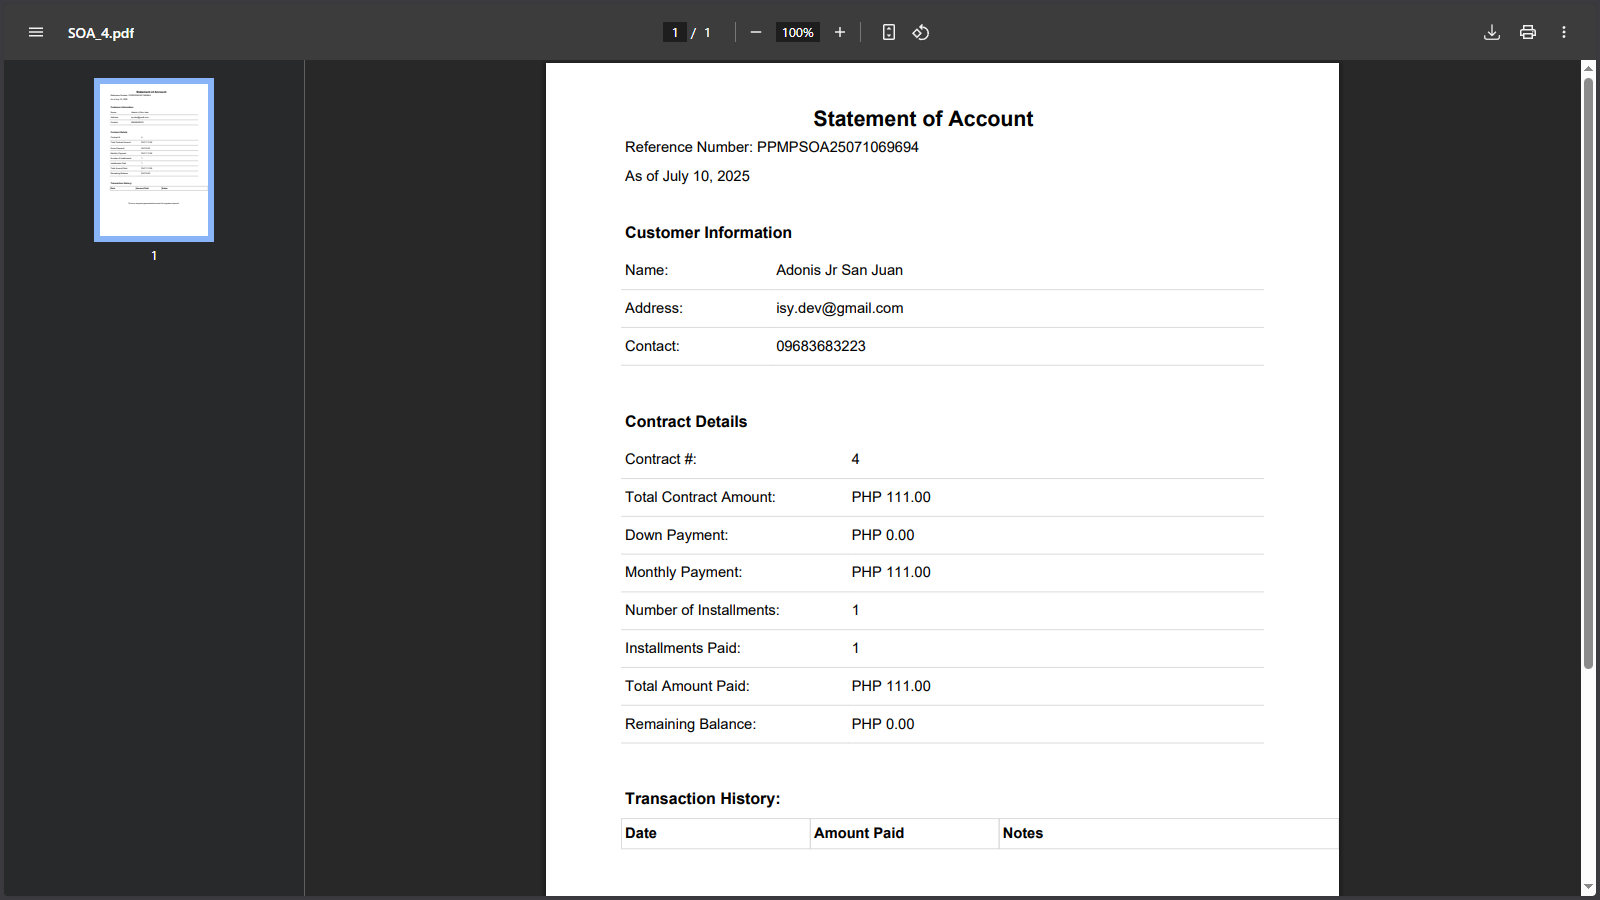 SOA_4.pdf
1 / 1
100%
1
Statement of Account
Reference Number: PPMPSOA25071069694
As of July 10, 2025
Customer Information
Name: Adonis Jr San Juan
Address: isy.dev@gmail.com
Contact: 09683683223
Contract Details
Contract #: 4
Total Contract Amount: PHP 111.00
Down Payment: PHP 0.00
Monthly Payment: PHP 111.00
Number of Installments: 1
Installments Paid: 1
Total Amount Paid: PHP 111.00
Remaining Balance: PHP 0.00
Transaction History:
Date Amount Paid Notes